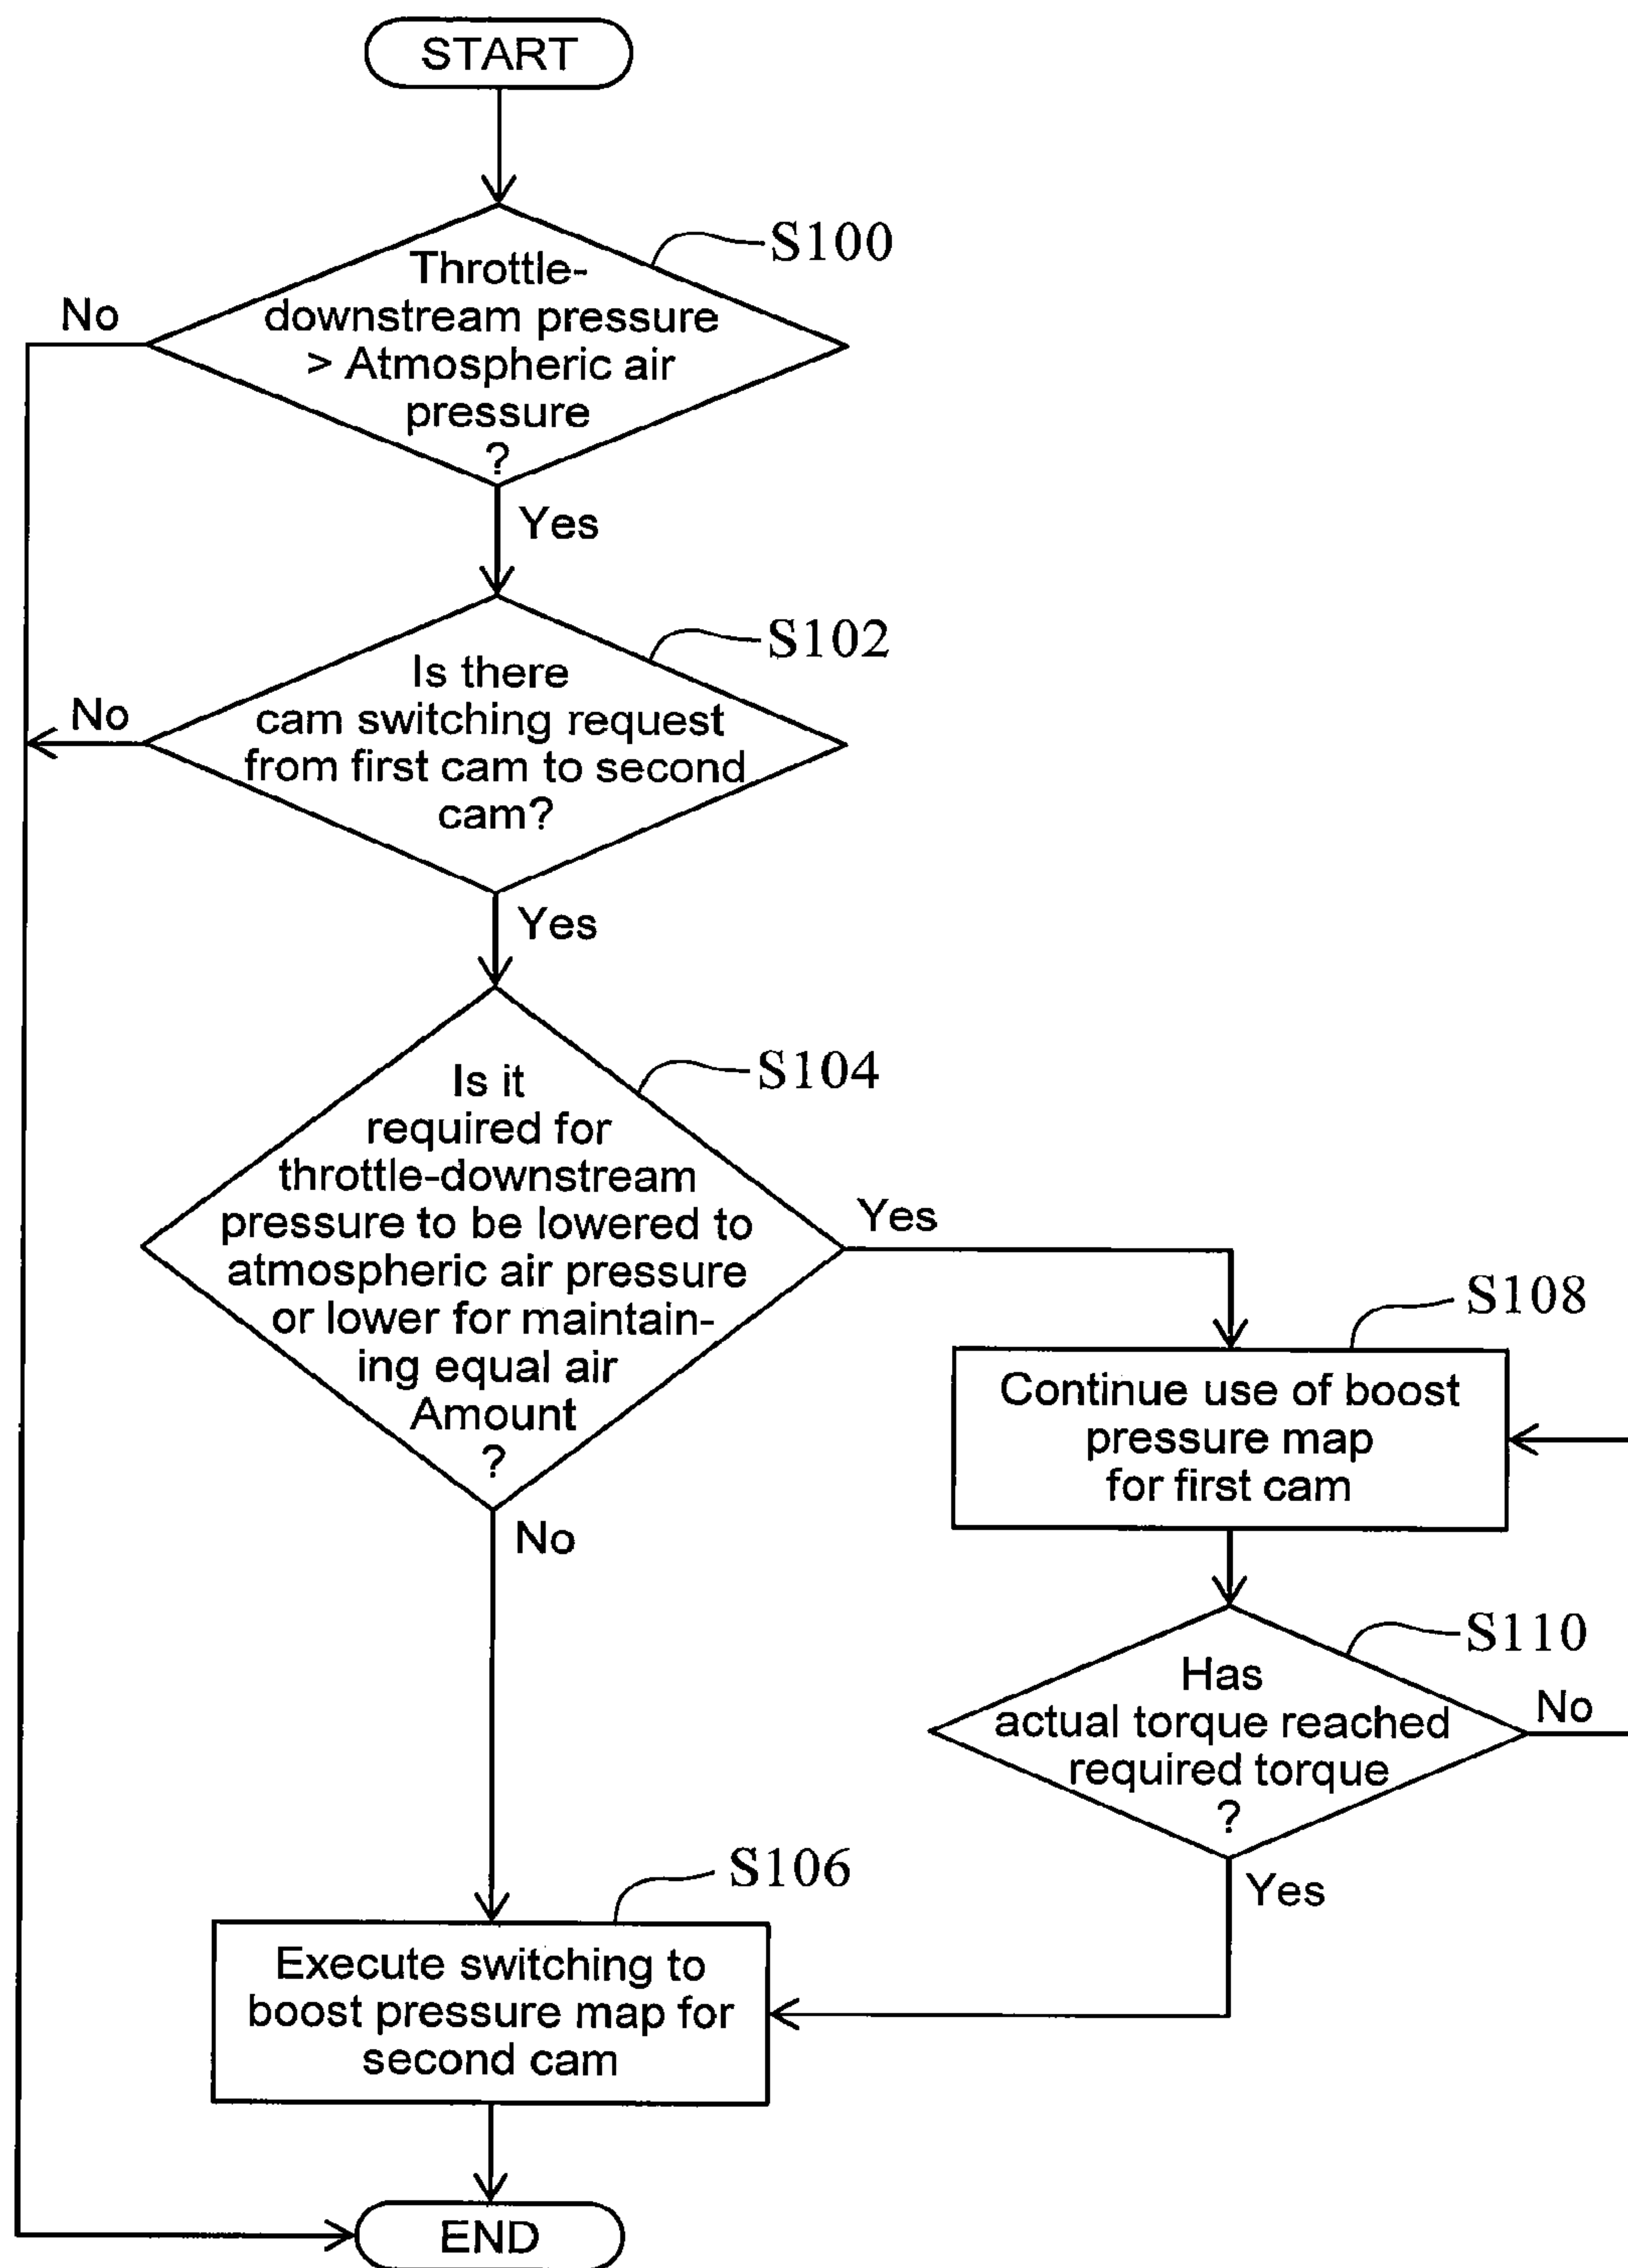 START
S100
Throttle-
downstream pressure
> Atmospheric air
pressure
?
No
Yes
S102
Is there
cam switching request
from first cam to second
cam?
No
Yes
S104
Is it
required for
throttle-downstream
pressure to be lowered to
atmospheric air pressure
or lower for maintain-
ing equal air
Amount
?
Yes
No
S108
Continue use of boost
pressure map
for first cam
S110
Has
actual torque reached
required torque
?
No
Yes
S106
Execute switching to
boost pressure map for
second cam
END